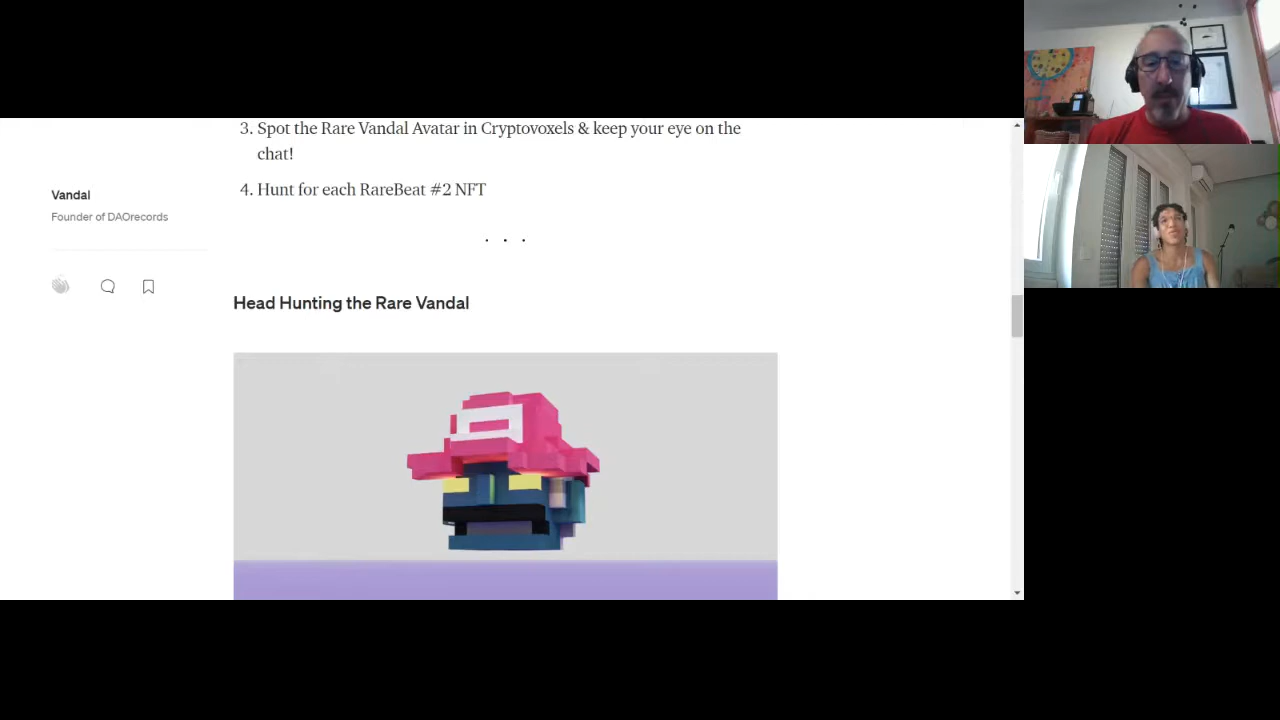 3. Spot the Rare Vandal Avatar in Cryptovoxels & keep your eye on the
chat!
4. Hunt for each RareBeat #2 NFT
Vandal
Founder of DAOrecords
. . .
Head Hunting the Rare Vandal